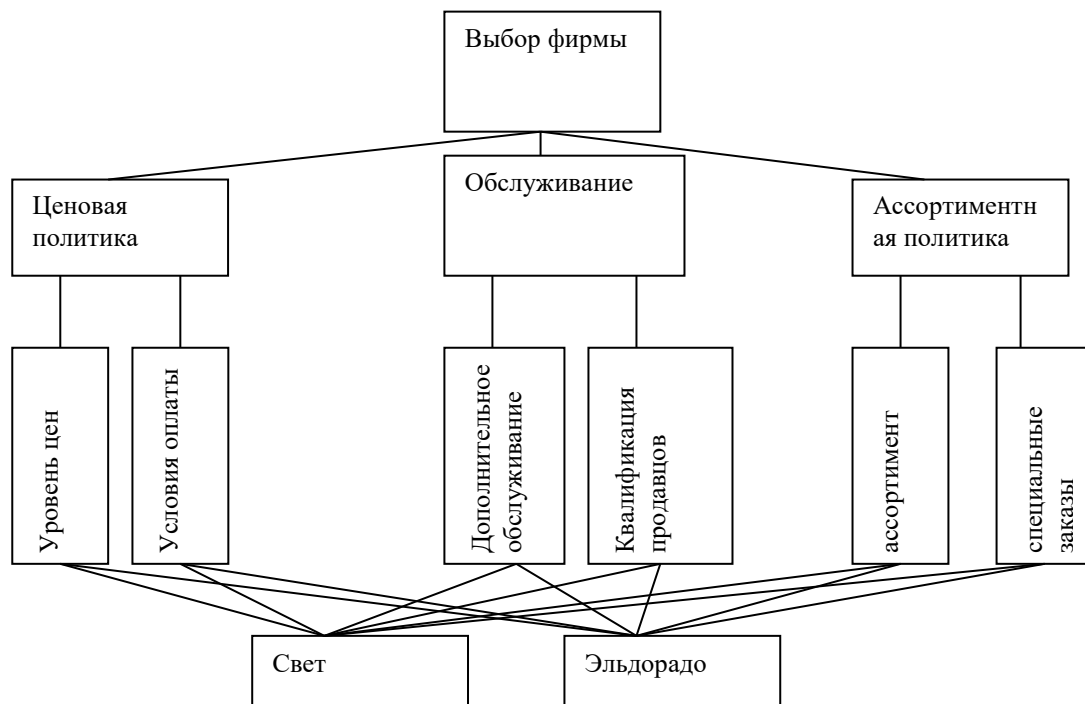 Выбор фирмы
Обслуживание
Ценовая
политика
Ассортиментн
ая политика
Уровень цен
Условия оплаты
Дополнительное
обслуживание
Квалификация
продавцов
ассортимент
специальные
заказы
Свет
Эльдорадо